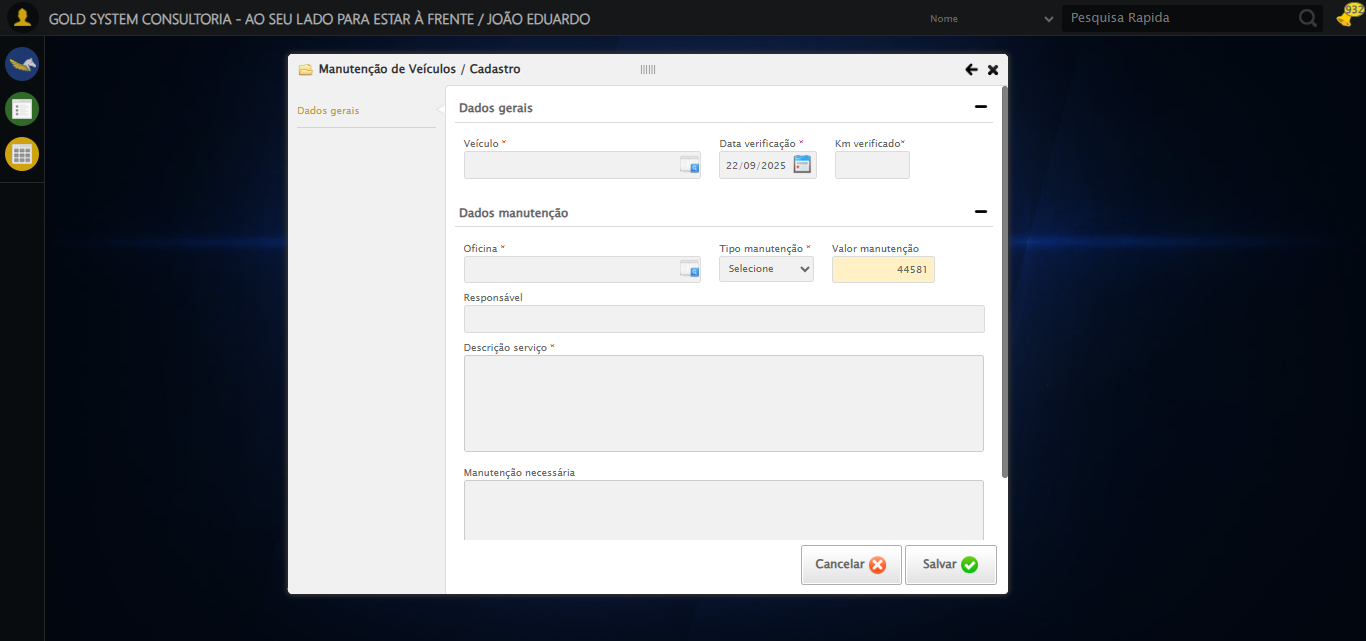 GOLD SYSTEM CONSULTORIA - AO SEU LADO PARA ESTAR À FRENTE / JOÃO EDUARDO
Nome
Pesquisa Rapida
932
Manutenção de Veículos / Cadastro
Dados gerais
Dados gerais
Veículo *
Data verificação *
Km verificado*
22/09/2025
Dados manutenção
Oficina *
Tipo manutenção *
Valor manutenção
Selecione
44581
Responsável
Descrição serviço *
Manutenção necessária
Cancelar
Salvar